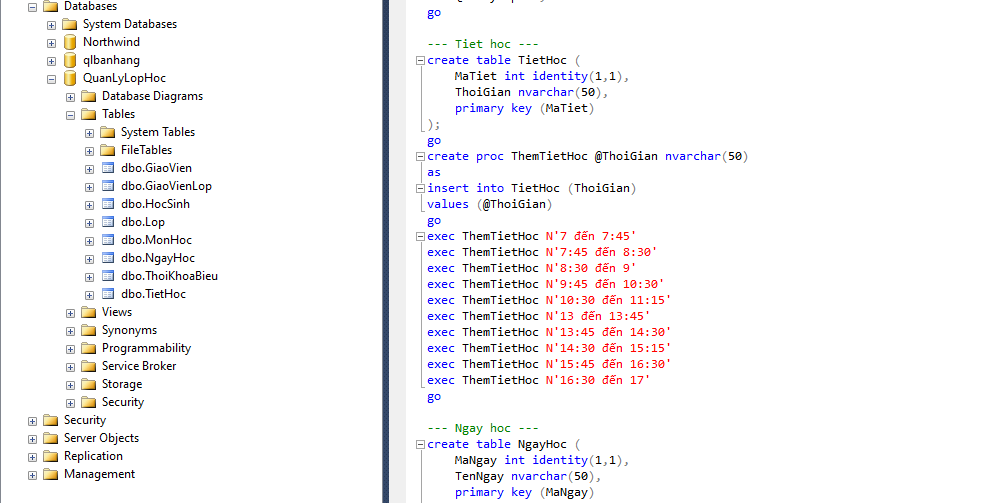 Databases
System Databases
Northwind
qlbanhang
QuanLyLopHoc
Database Diagrams
Tables
System Tables
FileTables
dbo.GiaoVien
dbo.GiaoVienLop
dbo.HocSinh
dbo.Lop
dbo.MonHoc
dbo.NgayHoc
dbo.ThoiKhoaBieu
dbo.TietHoc
Views
Synonyms
Programmability
Service Broker
Storage
Security
Security
Server Objects
Replication
Management
go
--- Tiet hoc ---
create table TietHoc (
MaTiet int identity(1,1),
ThoiGian nvarchar(50),
primary key (MaTiet)
);
go
create proc ThemTietHoc @ThoiGian nvarchar(50)
as
insert into TietHoc (ThoiGian)
values (@ThoiGian)
go
exec ThemTietHoc N'7 đến 7:45'
exec ThemTietHoc N'7:45 đến 8:30'
exec ThemTietHoc N'8:30 đến 9'
exec ThemTietHoc N'9:45 đến 10:30'
exec ThemTietHoc N'10:30 đến 11:15'
exec ThemTietHoc N'13 đến 13:45'
exec ThemTietHoc N'13:45 đến 14:30'
exec ThemTietHoc N'14:30 đến 15:15'
exec ThemTietHoc N'15:45 đến 16:30'
exec ThemTietHoc N'16:30 đến 17'
go
--- Ngay hoc ---
create table NgayHoc (
MaNgay int identity(1,1),
TenNgay nvarchar(50),
primary key (MaNgay)